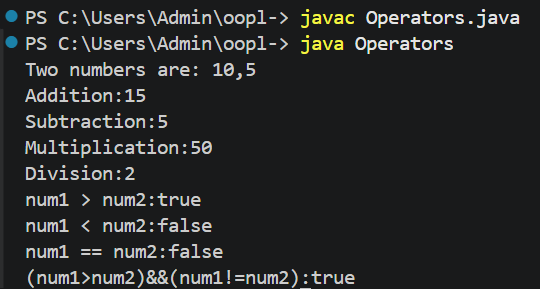 PS C:\Users\Admin\oopl-> javac Operators.java
PS C:\Users\Admin\oopl-> java Operators
Two numbers are: 10,5
Addition:15
Subtraction:5
Multiplication:50
Division:2
num1 > num2:true
num1 < num2:false
num1 == num2:false
(num1>num2)&&(num1!=num2):true